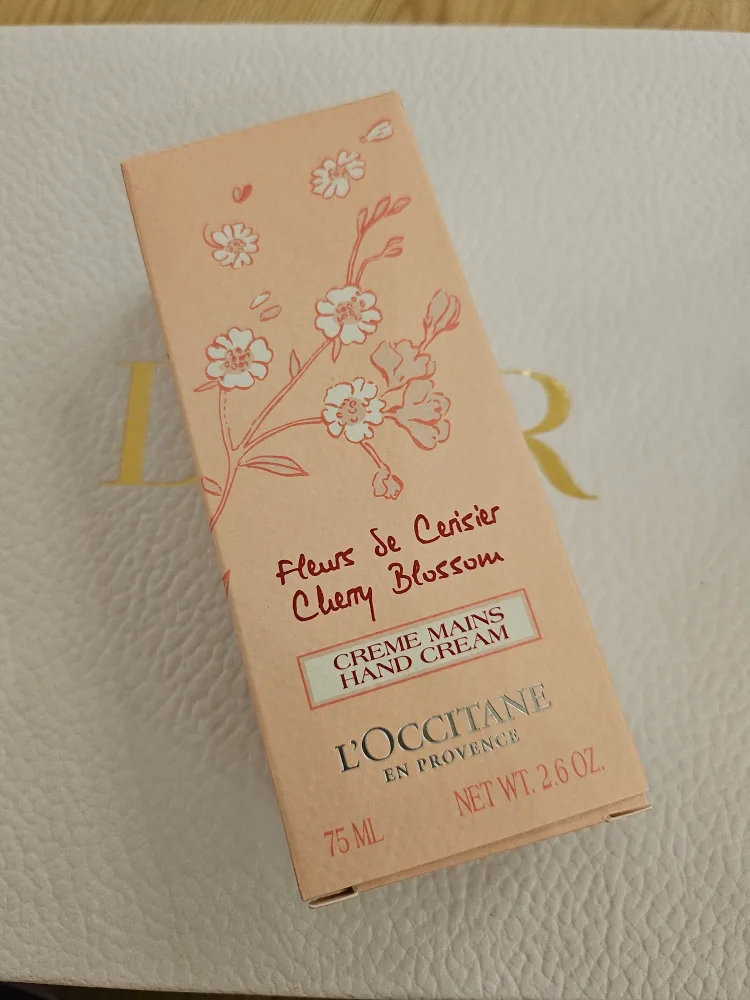 Fleurs de Cerisier
Cherry Blossom
CREME MAINS
HAND CREAM
L'OCCITANE
EN PROVENCE
75 ML
NET WT. 2.6 OZ.